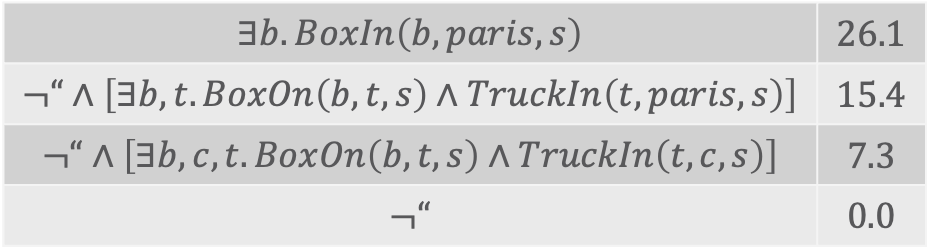 ∃b. BoxIn(b, paris, s) 26.1
¬“ ∧ [∃b, t. BoxOn(b, t, s) ∧ TruckIn(t, paris, s)] 15.4
¬“ ∧ [∃b, c, t. BoxOn(b, t, s) ∧ TruckIn(t, c, s)] 7.3
¬“ 0.0